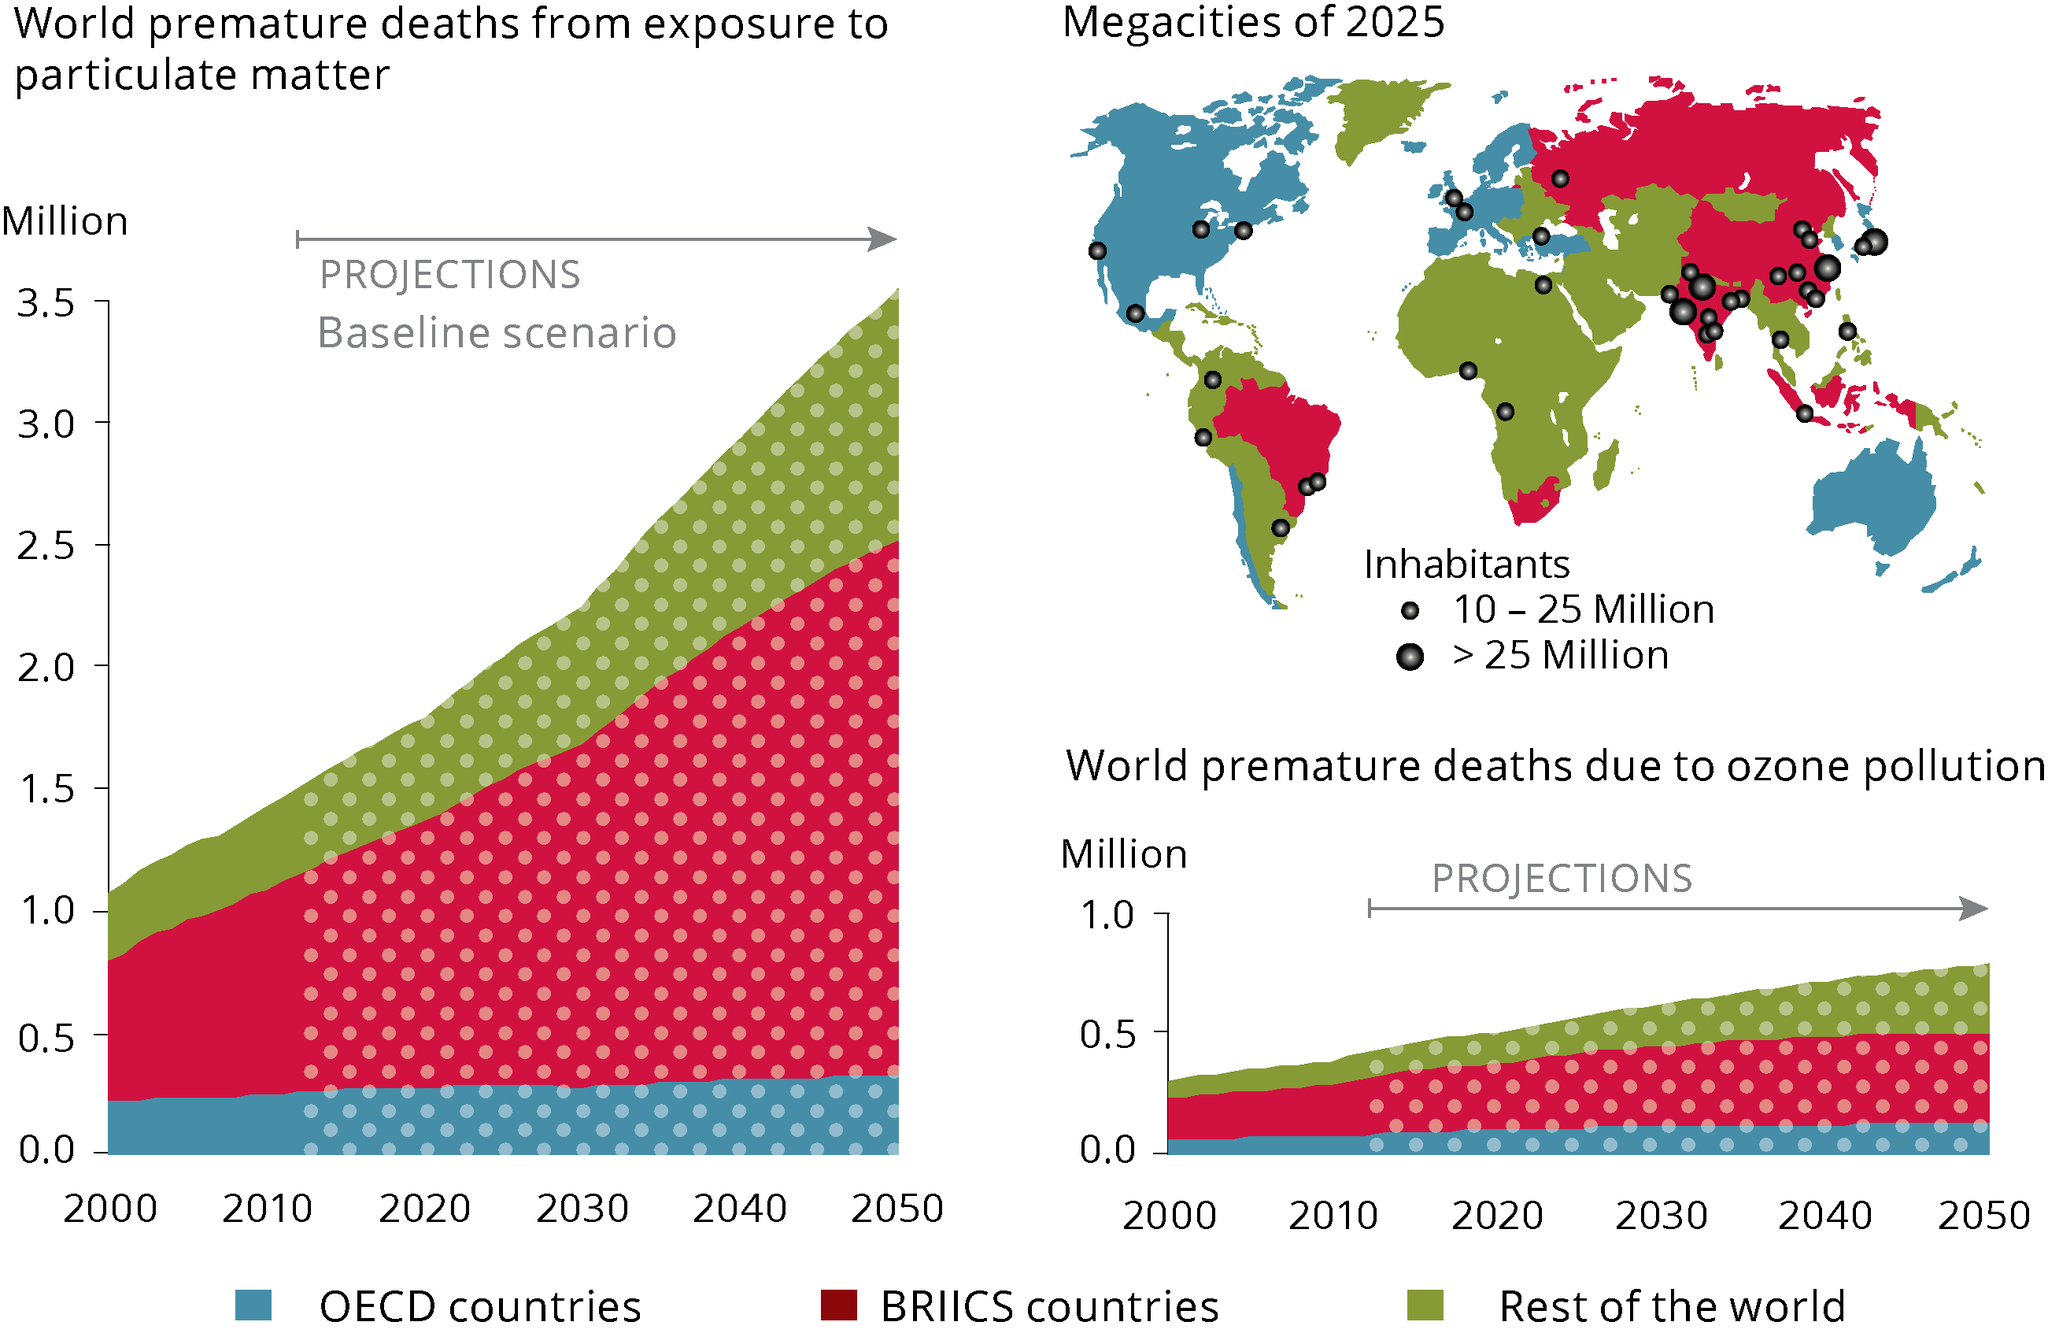 World premature deaths from exposure to
particulate matter
Million
PROJECTIONS
Baseline scenario
3.5
3.0
2.5
2.0
1.5
1.0
0.5
0.0
2000 2010 2020 2030 2040 2050
Megacities of 2025
Inhabitants
10 – 25 Million
> 25 Million
World premature deaths due to ozone pollution
Million
PROJECTIONS
1.0
0.5
0.0
2000 2010 2020 2030 2040 2050
OECD countries BRIICS countries Rest of the world